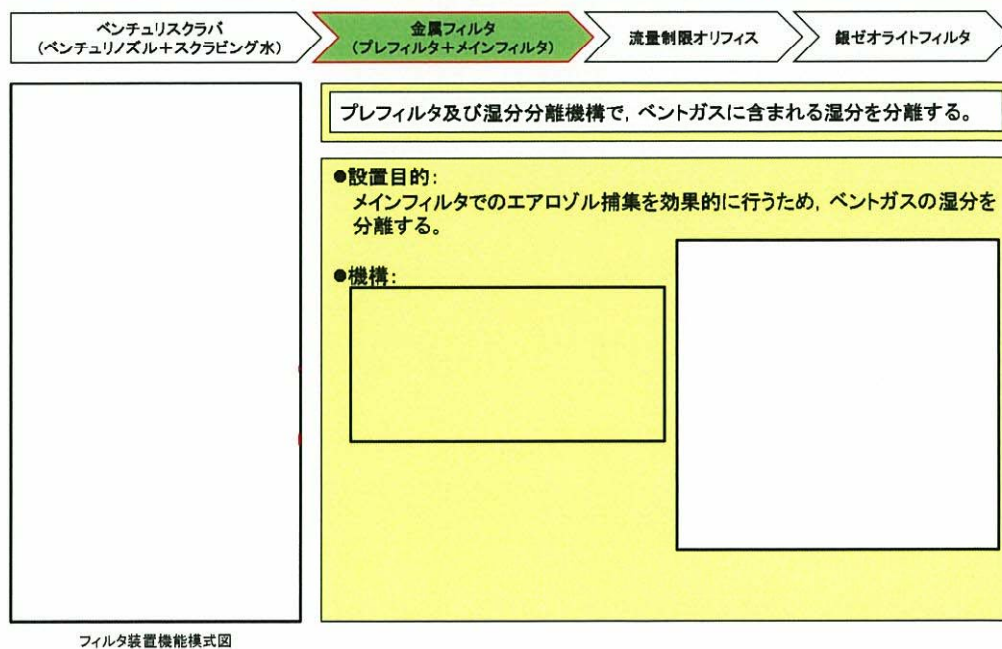 ベンチュリスクラバ
(ベンチュリノズル+スクラビング水)
金属フィルタ
(プレフィルタ+メインフィルタ)
流量制限オリフィス
銀ゼオライトフィルタ
プレフィルタ及び湿分分離機構で，ベントガスに含まれる湿分を分離する。
●設置目的：
メインフィルタでのエアロゾル捕集を効果的に行うため，ベントガスの湿分を
分離する。
●機構：
フィルタ装置機能模式図